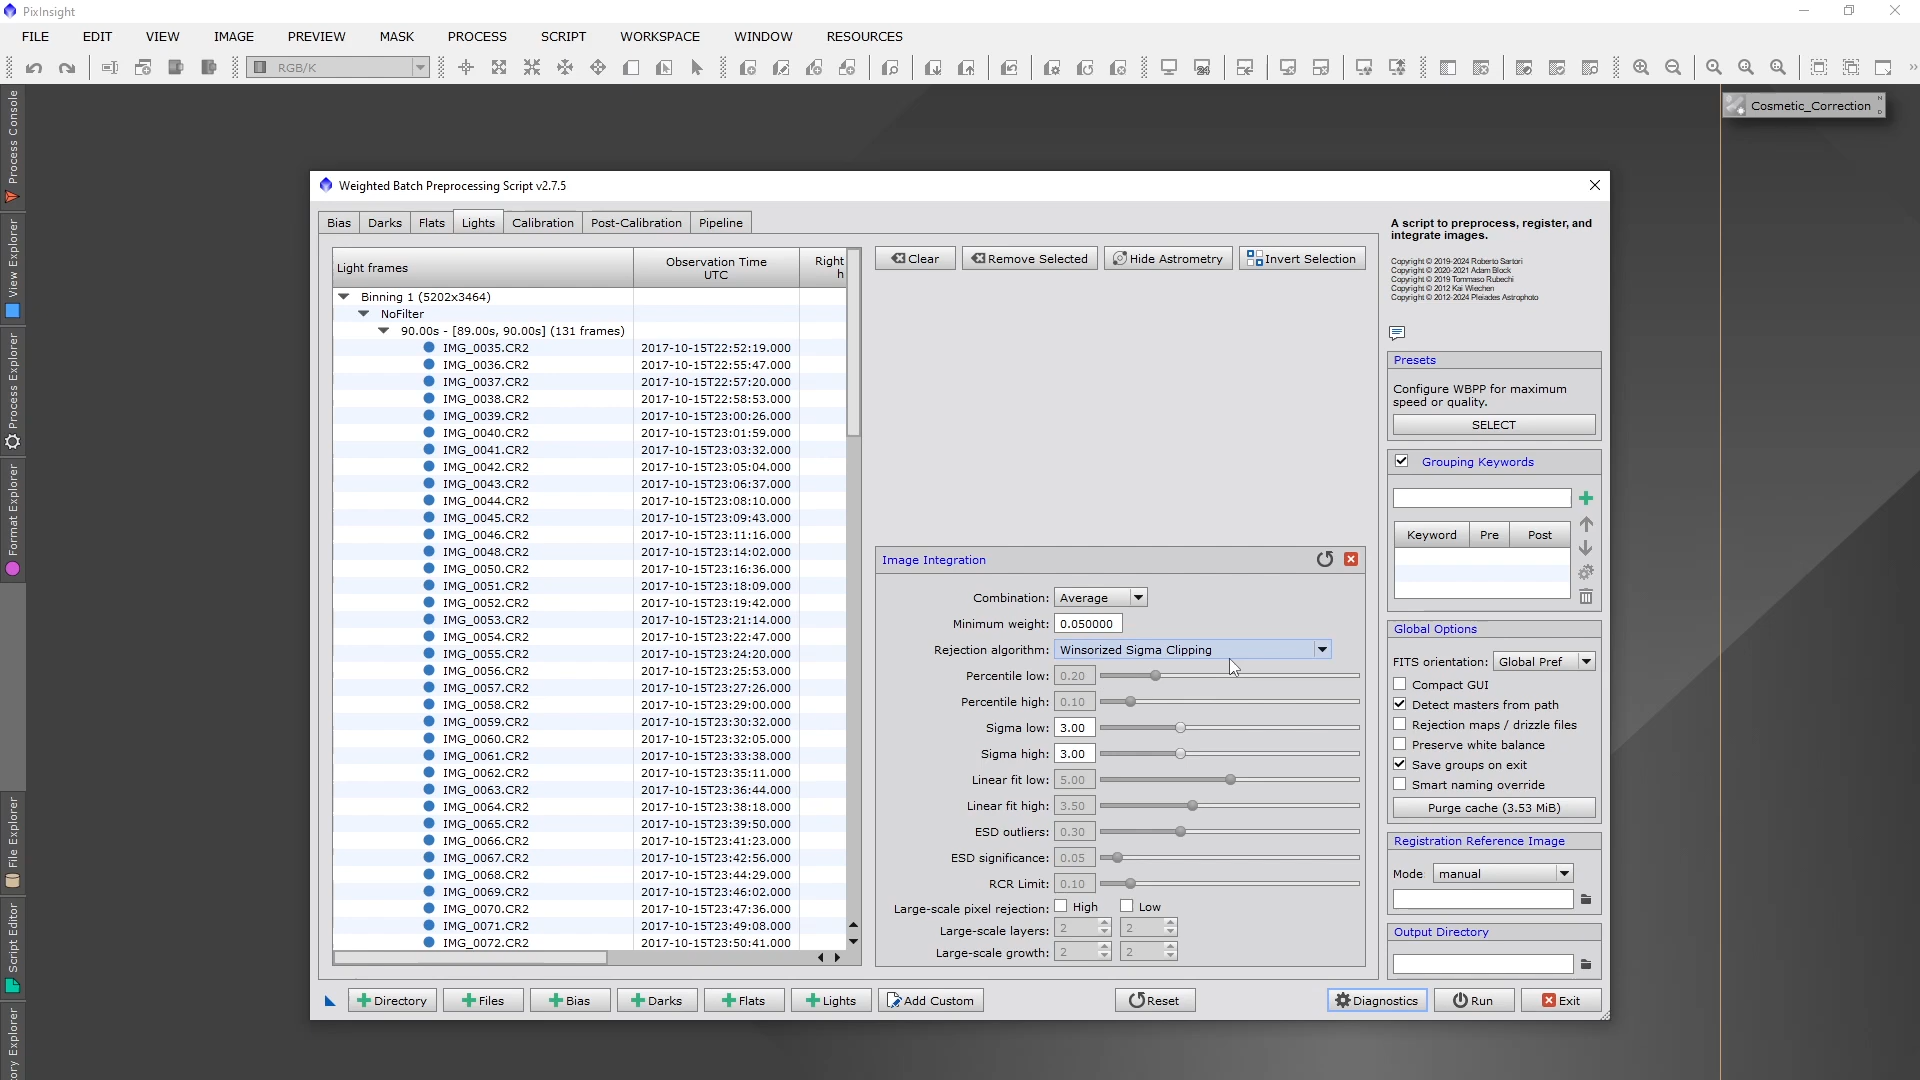 PixInsight
FILE EDIT VIEW IMAGE PREVIEW MASK PROCESS SCRIPT WORKSPACE WINDOW RESOURCES
RGB/K
Process Console
View Explorer
Process Explorer
Format Explorer
File Explorer
Script Editor
ory Explorer
Cosmetic_Correction
Weighted Batch Preprocessing Script v2.7.5
Bias Darks Flats Lights Calibration Post-Calibration Pipeline
Light frames
Observation Time
UTC
Right
h
Binning 1 (5202x3464)
NoFilter
90.00s - [89.00s, 90.00s] (131 frames)
IMG_0035.CR2 2017-10-15T22:52:19.000
IMG_0036.CR2 2017-10-15T22:55:47.000
IMG_0037.CR2 2017-10-15T22:57:20.000
IMG_0038.CR2 2017-10-15T22:58:53.000
IMG_0039.CR2 2017-10-15T23:00:26.000
IMG_0040.CR2 2017-10-15T23:01:59.000
IMG_0041.CR2 2017-10-15T23:03:32.000
IMG_0042.CR2 2017-10-15T23:05:04.000
IMG_0043.CR2 2017-10-15T23:06:37.000
IMG_0044.CR2 2017-10-15T23:08:10.000
IMG_0045.CR2 2017-10-15T23:09:43.000
IMG_0046.CR2 2017-10-15T23:11:16.000
IMG_0048.CR2 2017-10-15T23:14:02.000
IMG_0050.CR2 2017-10-15T23:16:36.000
IMG_0051.CR2 2017-10-15T23:18:09.000
IMG_0052.CR2 2017-10-15T23:19:42.000
IMG_0053.CR2 2017-10-15T23:21:14.000
IMG_0054.CR2 2017-10-15T23:22:47.000
IMG_0055.CR2 2017-10-15T23:24:20.000
IMG_0056.CR2 2017-10-15T23:25:53.000
IMG_0057.CR2 2017-10-15T23:27:26.000
IMG_0058.CR2 2017-10-15T23:29:00.000
IMG_0059.CR2 2017-10-15T23:30:32.000
IMG_0060.CR2 2017-10-15T23:32:05.000
IMG_0061.CR2 2017-10-15T23:33:38.000
IMG_0062.CR2 2017-10-15T23:35:11.000
IMG_0063.CR2 2017-10-15T23:36:44.000
IMG_0064.CR2 2017-10-15T23:38:18.000
IMG_0065.CR2 2017-10-15T23:39:50.000
IMG_0066.CR2 2017-10-15T23:41:23.000
IMG_0067.CR2 2017-10-15T23:42:56.000
IMG_0068.CR2 2017-10-15T23:44:29.000
IMG_0069.CR2 2017-10-15T23:46:02.000
IMG_0070.CR2 2017-10-15T23:47:36.000
IMG_0071.CR2 2017-10-15T23:49:08.000
IMG_0072.CR2 2017-10-15T23:50:41.000
Clear Remove Selected Hide Astrometry Invert Selection
Image Integration
Combination: Average
Minimum weight: 0.050000
Rejection algorithm: Winsorized Sigma Clipping
Percentile low: 0.20
Percentile high: 0.10
Sigma low: 3.00
Sigma high: 3.00
Linear fit low: 5.00
Linear fit high: 3.50
ESD outliers: 0.30
ESD significance: 0.05
RCR Limit: 0.10
Large-scale pixel rejection: High Low
Large-scale layers: 2 2
Large-scale growth: 2 2
A script to preprocess, register, and
integrate images.
Copyright © 2019-2024 Roberto Sartori
Copyright © 2020-2021 Adam Block
Copyright © 2019 Tommaso Rubechi
Copyright © 2012 Kai Wiechen
Copyright © 2012-2024 Pleiades Astrophoto
Presets
Configure WBPP for maximum
speed or quality.
SELECT
Grouping Keywords
Keyword Pre Post
Global Options
FITS orientation: Global Pref
Compact GUI
Detect masters from path
Rejection maps / drizzle files
Preserve white balance
Save groups on exit
Smart naming override
Purge cache (3.53 MiB)
Registration Reference Image
Mode manual
Output Directory
Directory Files Bias Darks Flats Lights Add Custom Reset Diagnostics Run Exit